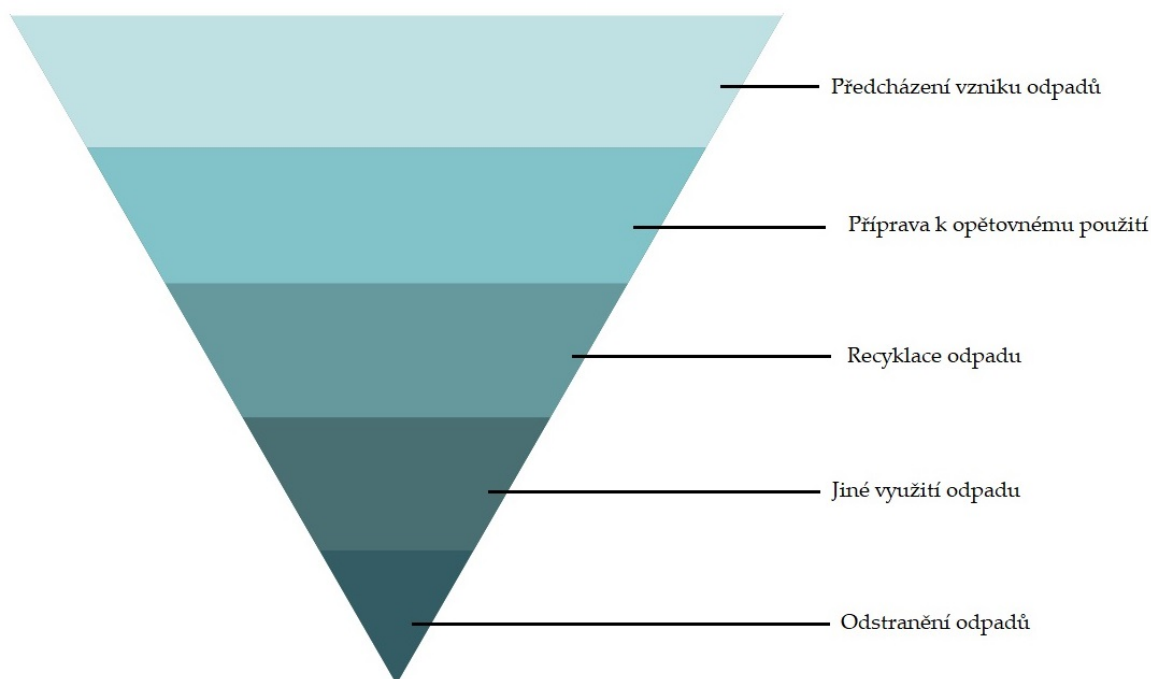 Předcházení vzniku odpadů
Příprava k opětovnému použití
Recyklace odpadu
Jiné využití odpadu
Odstranění odpadů